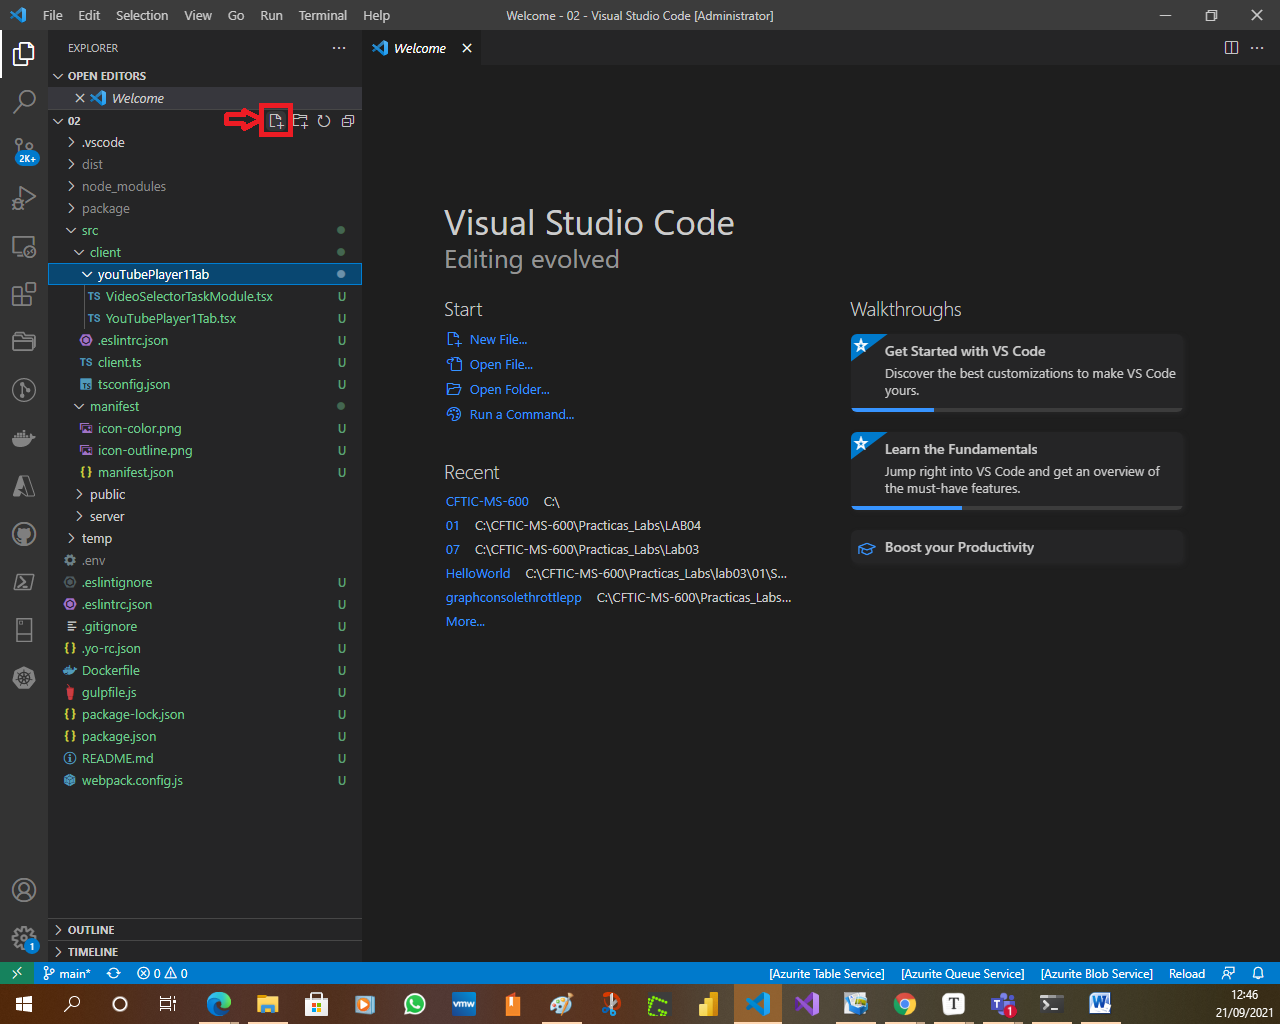 File Edit Selection View Go Run Terminal Help Welcome - 02 - Visual Studio Code [Administrator]
EXPLORER
Welcome
OPEN EDITORS
Welcome
02
.vscode
dist
node_modules
package
src
client
youTubePlayer1Tab
TS VideoSelectorTaskModule.tsx U
TS YouTubePlayer1Tab.tsx U
.eslintrc.json U
TS client.ts U
TS tsconfig.json U
manifest
icon-color.png U
icon-outline.png U
{} manifest.json U
public
server
temp
.env
.eslintignore U
.eslintrc.json U
.gitignore U
{} .yo-rc.json U
Dockerfile U
gulpfile.js U
{} package-lock.json U
{} package.json U
README.md U
webpack.config.js U
OUTLINE
TIMELINE
2K+
1
Visual Studio Code
Editing evolved
Start
New File...
Open File...
Open Folder...
Run a Command...
Recent
CFTIC-MS-600 C:\
01 C:\CFTIC-MS-600\Practicas_Labs\LAB04
07 C:\CFTIC-MS-600\Practicas_Labs\Lab03
HelloWorld C:\CFTIC-MS-600\Practicas_Labs\lab03\01\S...
graphconsolethrottlepp C:\CFTIC-MS-600\Practicas_Labs...
More...
Walkthroughs
Get Started with VS Code
Discover the best customizations to make VS Code
yours.
Learn the Fundamentals
Jump right into VS Code and get an overview of
the must-have features.
Boost your Productivity
main* 0 0 [Azurite Table Service] [Azurite Queue Service] [Azurite Blob Service] Reload
vmw T 1 W
12:46
21/09/2021